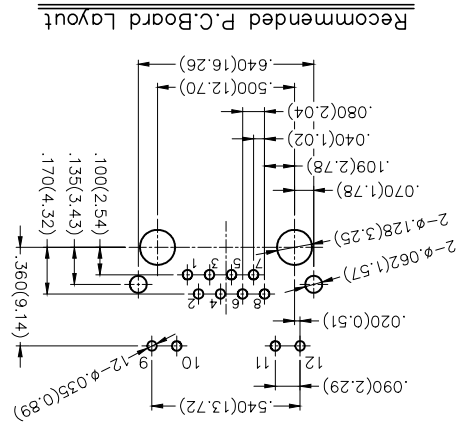 Recommended P.C.Board Layout
.640(16.26)
.500(12.70)
.080(2.04)
.040(1.02)
.109(2.78)
.070(1.78)
2-ø.128(3.25)
2-ø.062(1.57)
.020(0.51)
.090(2.29)
.540(13.72)
12-ø.035(0.89)
.360(9.14)
.170(4.32)
.135(3.43)
.100(2.54)
1 3 5 7
2 4 6 8
9 10 11 12